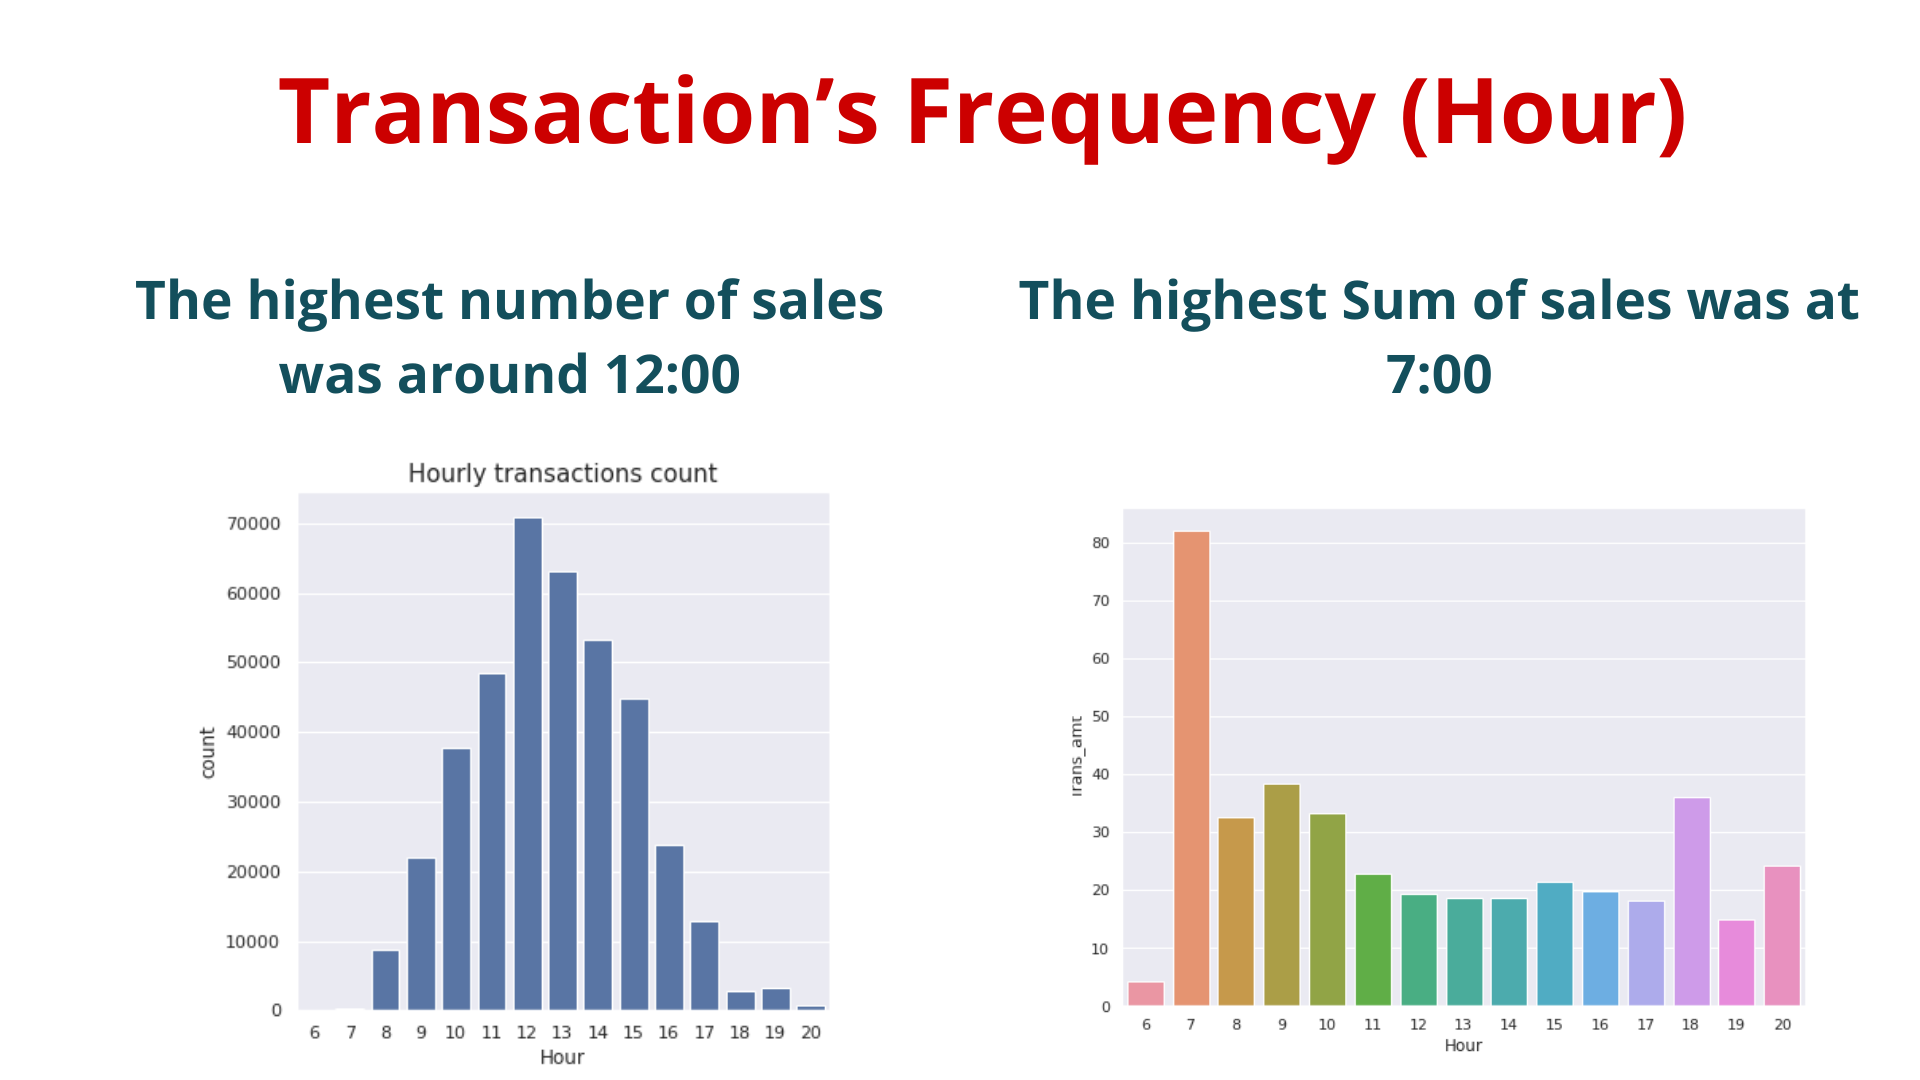 Transaction’s Frequency (Hour)
The highest number of sales
was around 12:00
Hourly transactions count
70000
60000
50000
40000
30000
20000
10000
0
count
6 7 8 9 10 11 12 13 14 15 16 17 18 19 20
Hour
The highest Sum of sales was at
7:00
80
70
60
50
40
30
20
10
0
trans_amt
6 7 8 9 10 11 12 13 14 15 16 17 18 19 20
Hour